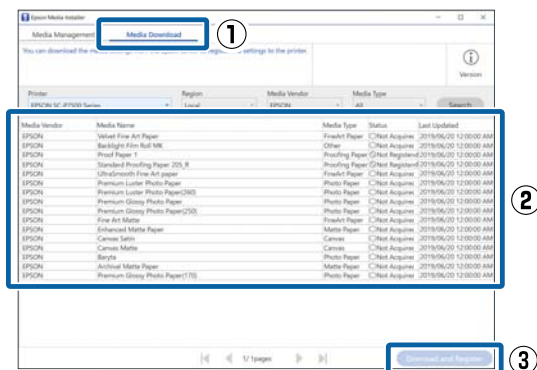 Epson Media Installer
Media Management Media Download ①
You can download the media settings from the Epson server to register the settings to the printer.
Version
Printer Region Media Vendor Media Type
EPSON SC-P7500 Series Local EPSON All Search
Media Vendor Media Name Media Type Status Last Updated
EPSON Velvet Fine Art Paper FineArt Paper Not Acquired 2019/06/20 12:00:00 AM
EPSON Backlight Film Roll MK Other Not Acquired 2019/06/20 12:00:00 AM
EPSON Proof Paper 1 Proofing Paper Not Registered 2019/06/20 12:00:00 AM
EPSON Standard Proofing Paper 205_R Proofing Paper Not Registered 2019/06/20 12:00:00 AM
EPSON UltraSmooth Fine Art paper FineArt Paper Not Acquired 2019/06/20 12:00:00 AM
EPSON Premium Luster Photo Paper Photo Paper Not Acquired 2019/06/20 12:00:00 AM
EPSON Premium Luster Photo Paper(260) Photo Paper Not Acquired 2019/06/20 12:00:00 AM
EPSON Premium Glossy Photo Paper Photo Paper Not Acquired 2019/06/20 12:00:00 AM
EPSON Premium Glossy Photo Paper(250) Photo Paper Not Acquired 2019/06/20 12:00:00 AM
EPSON Fine Art Matte FineArt Paper Not Acquired 2019/06/20 12:00:00 AM
EPSON Enhanced Matte Paper Matte Paper Not Acquired 2019/06/20 12:00:00 AM
EPSON Canvas Satin Canvas Not Acquired 2019/06/20 12:00:00 AM
EPSON Canvas Matte Canvas Not Acquired 2019/06/20 12:00:00 AM
EPSON Baryta Photo Paper Not Acquired 2019/06/20 12:00:00 AM
EPSON Archival Matte Paper Matte Paper Not Acquired 2019/06/20 12:00:00 AM
EPSON Premium Glossy Photo Paper(170) Photo Paper Not Acquired 2019/06/20 12:00:00 AM
②
1/ 1pages Download and Register ③